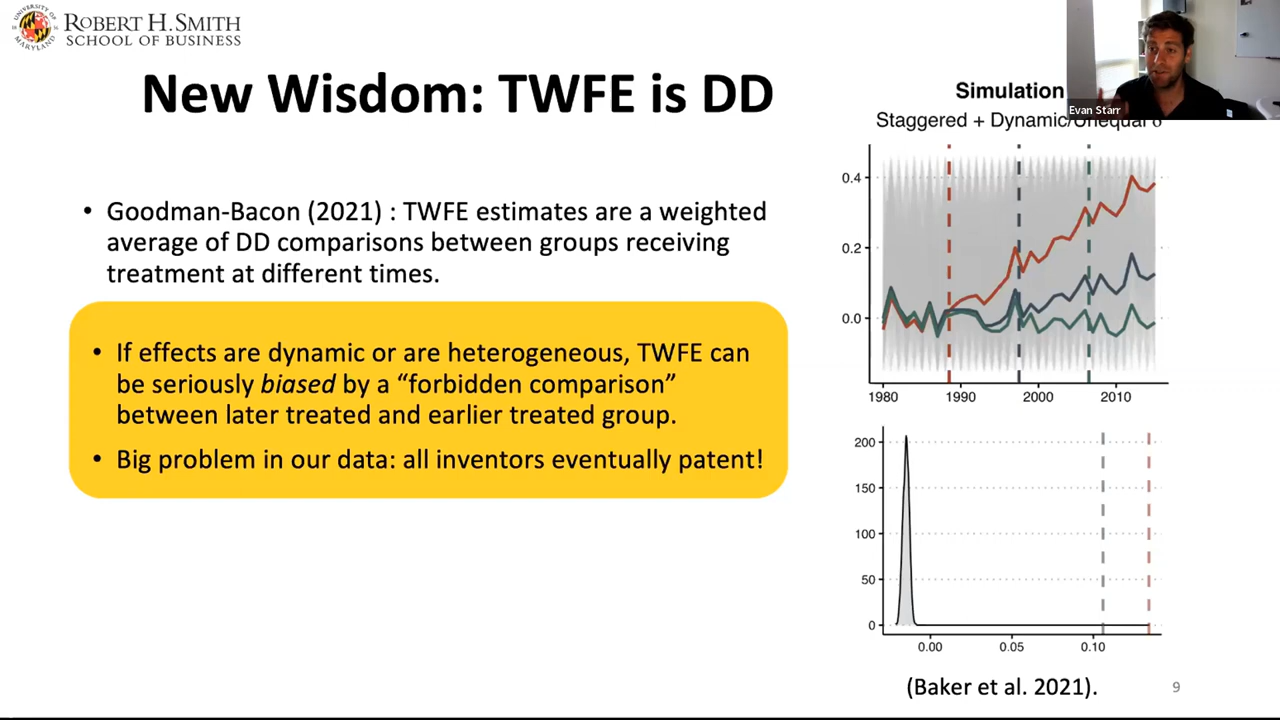 UNIVERSITY OF
MARYLAND
ROBERT H. SMITH
SCHOOL OF BUSINESS
New Wisdom: TWFE is DD
• Goodman-Bacon (2021) : TWFE estimates are a weighted
average of DD comparisons between groups receiving
treatment at different times.
• If effects are dynamic or are heterogeneous, TWFE can
be seriously biased by a “forbidden comparison”
between later treated and earlier treated group.
• Big problem in our data: all inventors eventually patent!
Simulation
Evan Starr
Staggered + Dynamic/Unequal
0.4
0.2
0.0
1980 1990 2000 2010
200
150
100
50
0
0.00 0.05 0.10
(Baker et al. 2021).
9